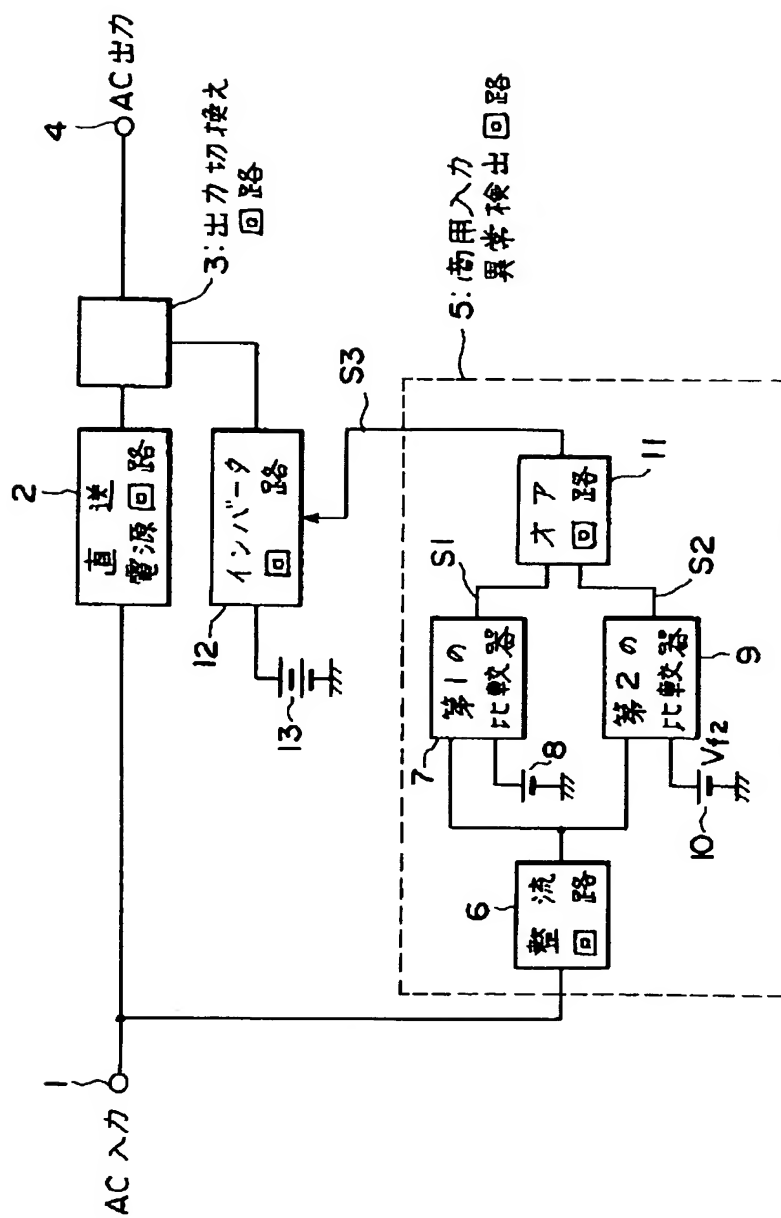 AC 入力
1
2
直送
電源回路
3:出力切換え
回路
4
AC出力
12
インバータ
回路
13
S3
5:商用入力
異常検出回路
6
整流
回路
7
第1の
比較器
8
S1
第2の
比較器
9
10
Vf2
S2
オア
回路
11